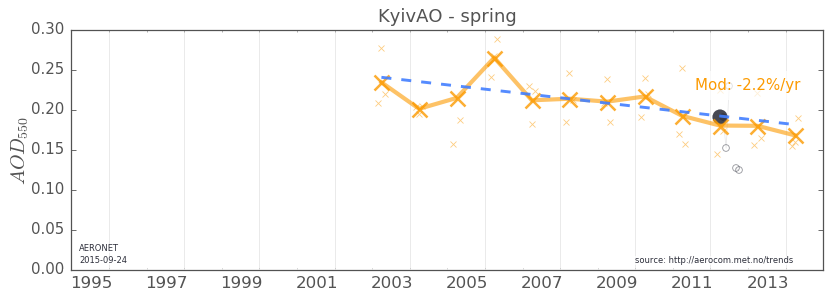 KyivAO - spring
0.30
0.25
0.20
0.15
0.10
0.05
0.00
AOD550
Mod: -2.2%/yr
AERONET
2015-09-24
source: http://aerocom.met.no/trends
1995 1997 1999 2001 2003 2005 2007 2009 2011 2013